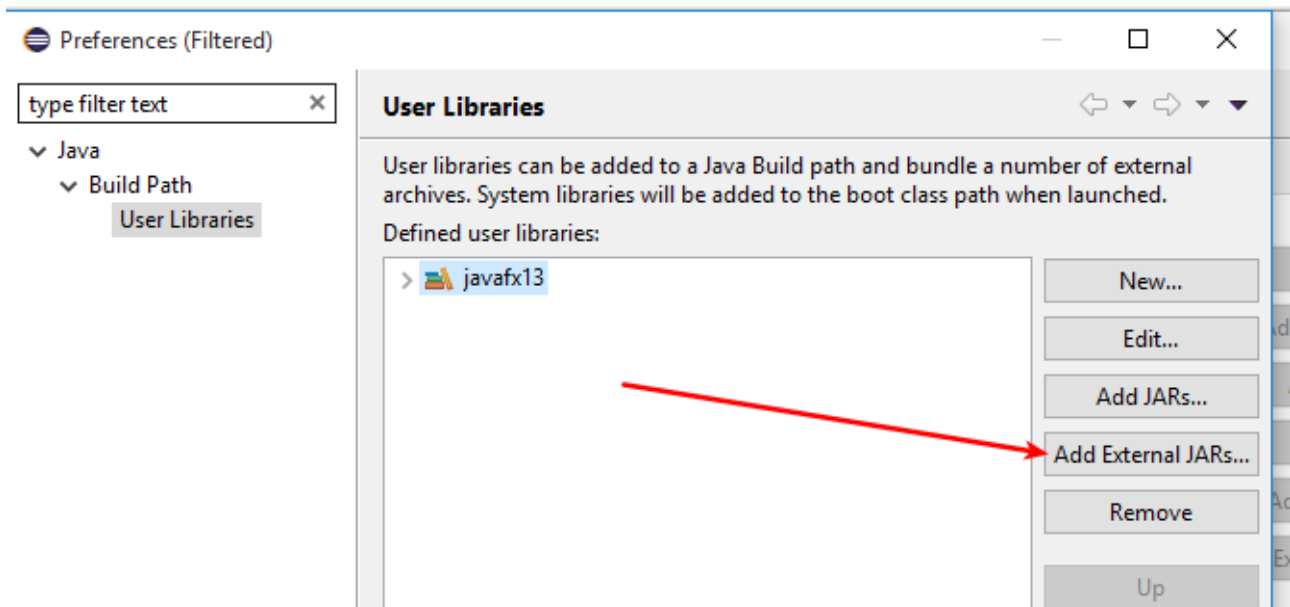 Preferences (Filtered)
type filter text
Java
Build Path
User Libraries
User Libraries
User libraries can be added to a Java Build path and bundle a number of external
archives. System libraries will be added to the boot class path when launched.
Defined user libraries:
javafx13
New...
Edit...
Add JARs...
Add External JARs...
Remove
Up